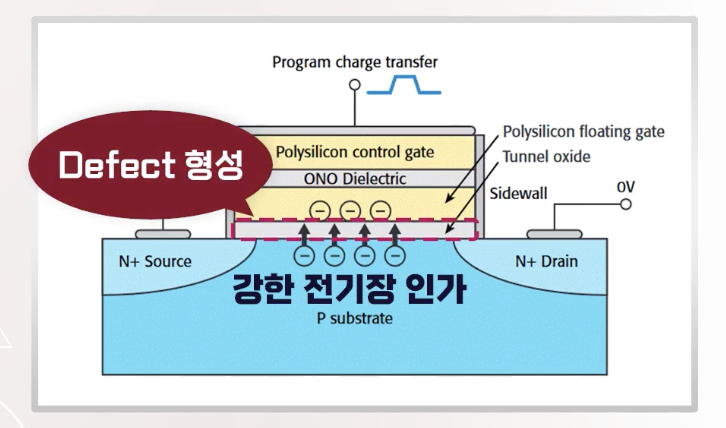 Program charge transfer
Defect 형성
Polysilicon control gate
Polysilicon floating gate
Tunnel oxide
ONO Dielectric
Sidewall
0V
N+ Source
N+ Drain
강한 전기장 인가
P substrate